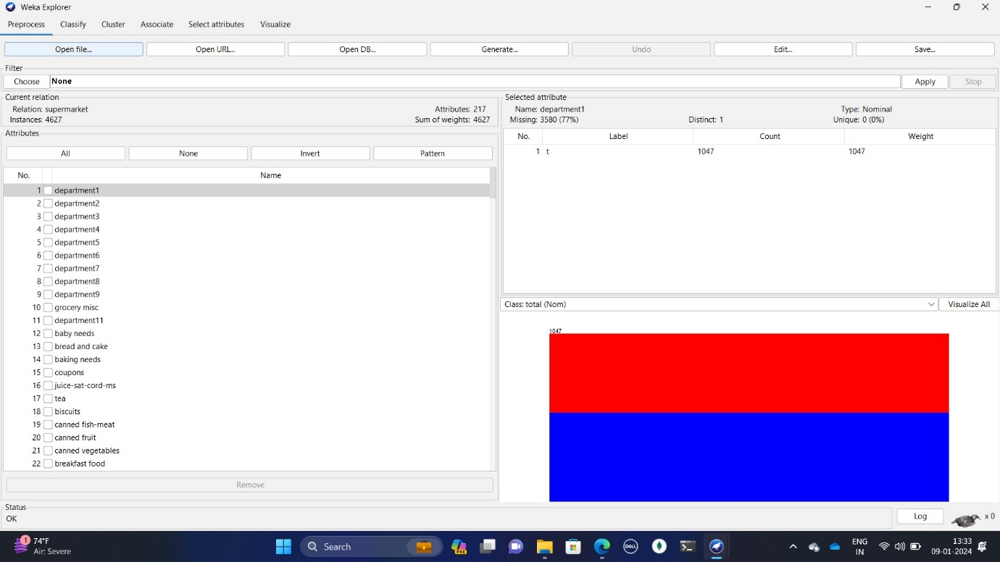 Weka Explorer
Preprocess Classify Cluster Associate Select attributes Visualize
Open file... Open URL... Open DB... Generate... Undo Edit... Save...
Filter
Choose None Apply Stop
Current relation
Relation: supermarket Attributes: 217
Instances: 4627 Sum of weights: 4627
Attributes
All None Invert Pattern
No. Name
1 department1
2 department2
3 department3
4 department4
5 department5
6 department6
7 department7
8 department8
9 department9
10 grocery misc
11 department11
12 baby needs
13 bread and cake
14 baking needs
15 coupons
16 juice-sat-cord-ms
17 tea
18 biscuits
19 canned fish-meat
20 canned fruit
21 canned vegetables
22 breakfast food
Remove
Selected attribute
Name: department1 Type: Nominal
Missing: 3580 (77%) Distinct: 1 Unique: 0 (0%)
No. Label Count Weight
1 t 1047 1047
Class: total (Nom) Visualize All
1047
Status
OK
Log x 0
1 74°F
Air: Severe
Search
PRE
DELL
ENG
IN
13:33
09-01-2024